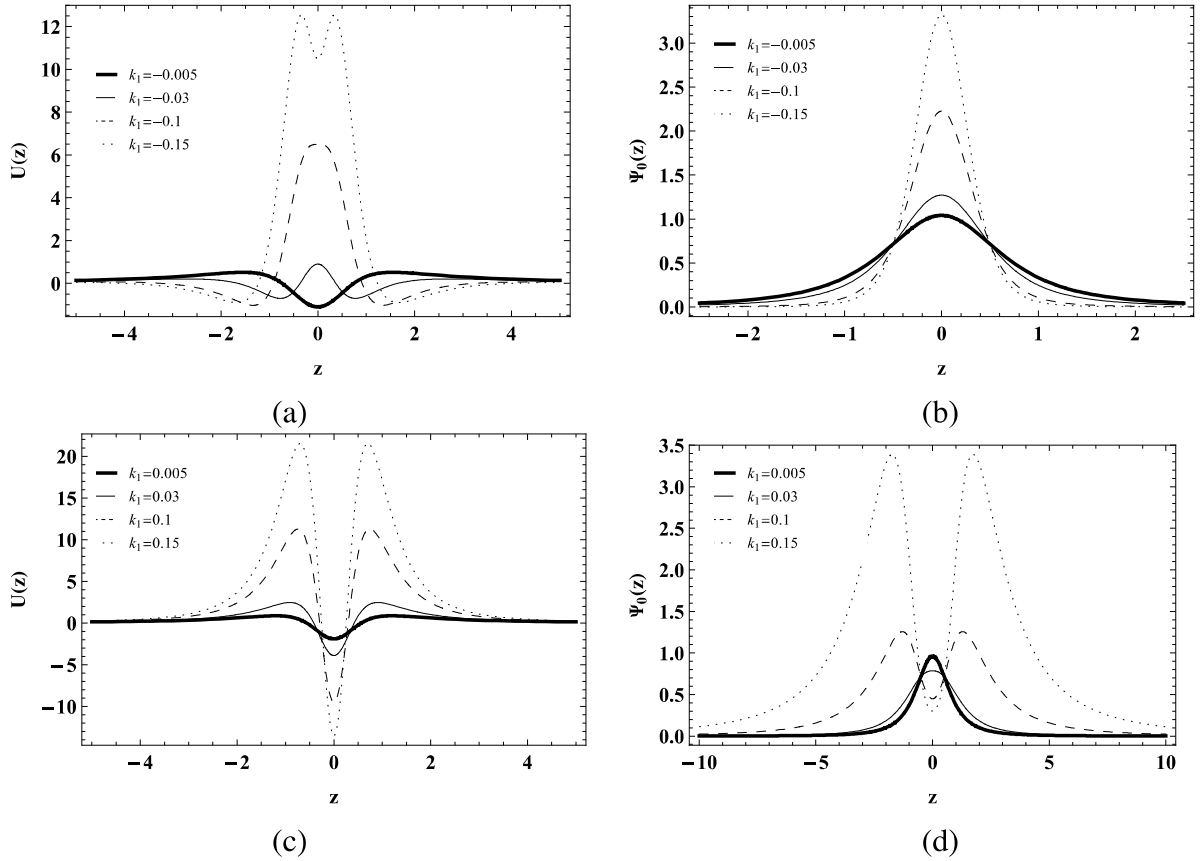 12
10
8
6
4
2
0
U(z)
k₁=−0.005
k₁=−0.03
k₁=−0.1
k₁=−0.15
−4 −2 0 2 4
z
(a)
3.0
2.5
2.0
1.5
1.0
0.5
0.0
Ψ₀(z)
k₁=−0.005
k₁=−0.03
k₁=−0.1
k₁=−0.15
−2 −1 0 1 2
z
(b)
20
15
10
5
0
−5
−10
U(z)
k₁=0.005
k₁=0.03
k₁=0.1
k₁=0.15
−4 −2 0 2 4
z
(c)
3.5
3.0
2.5
2.0
1.5
1.0
0.5
0.0
Ψ₀(z)
k₁=0.005
k₁=0.03
k₁=0.1
k₁=0.15
−10 −5 0 5 10
z
(d)